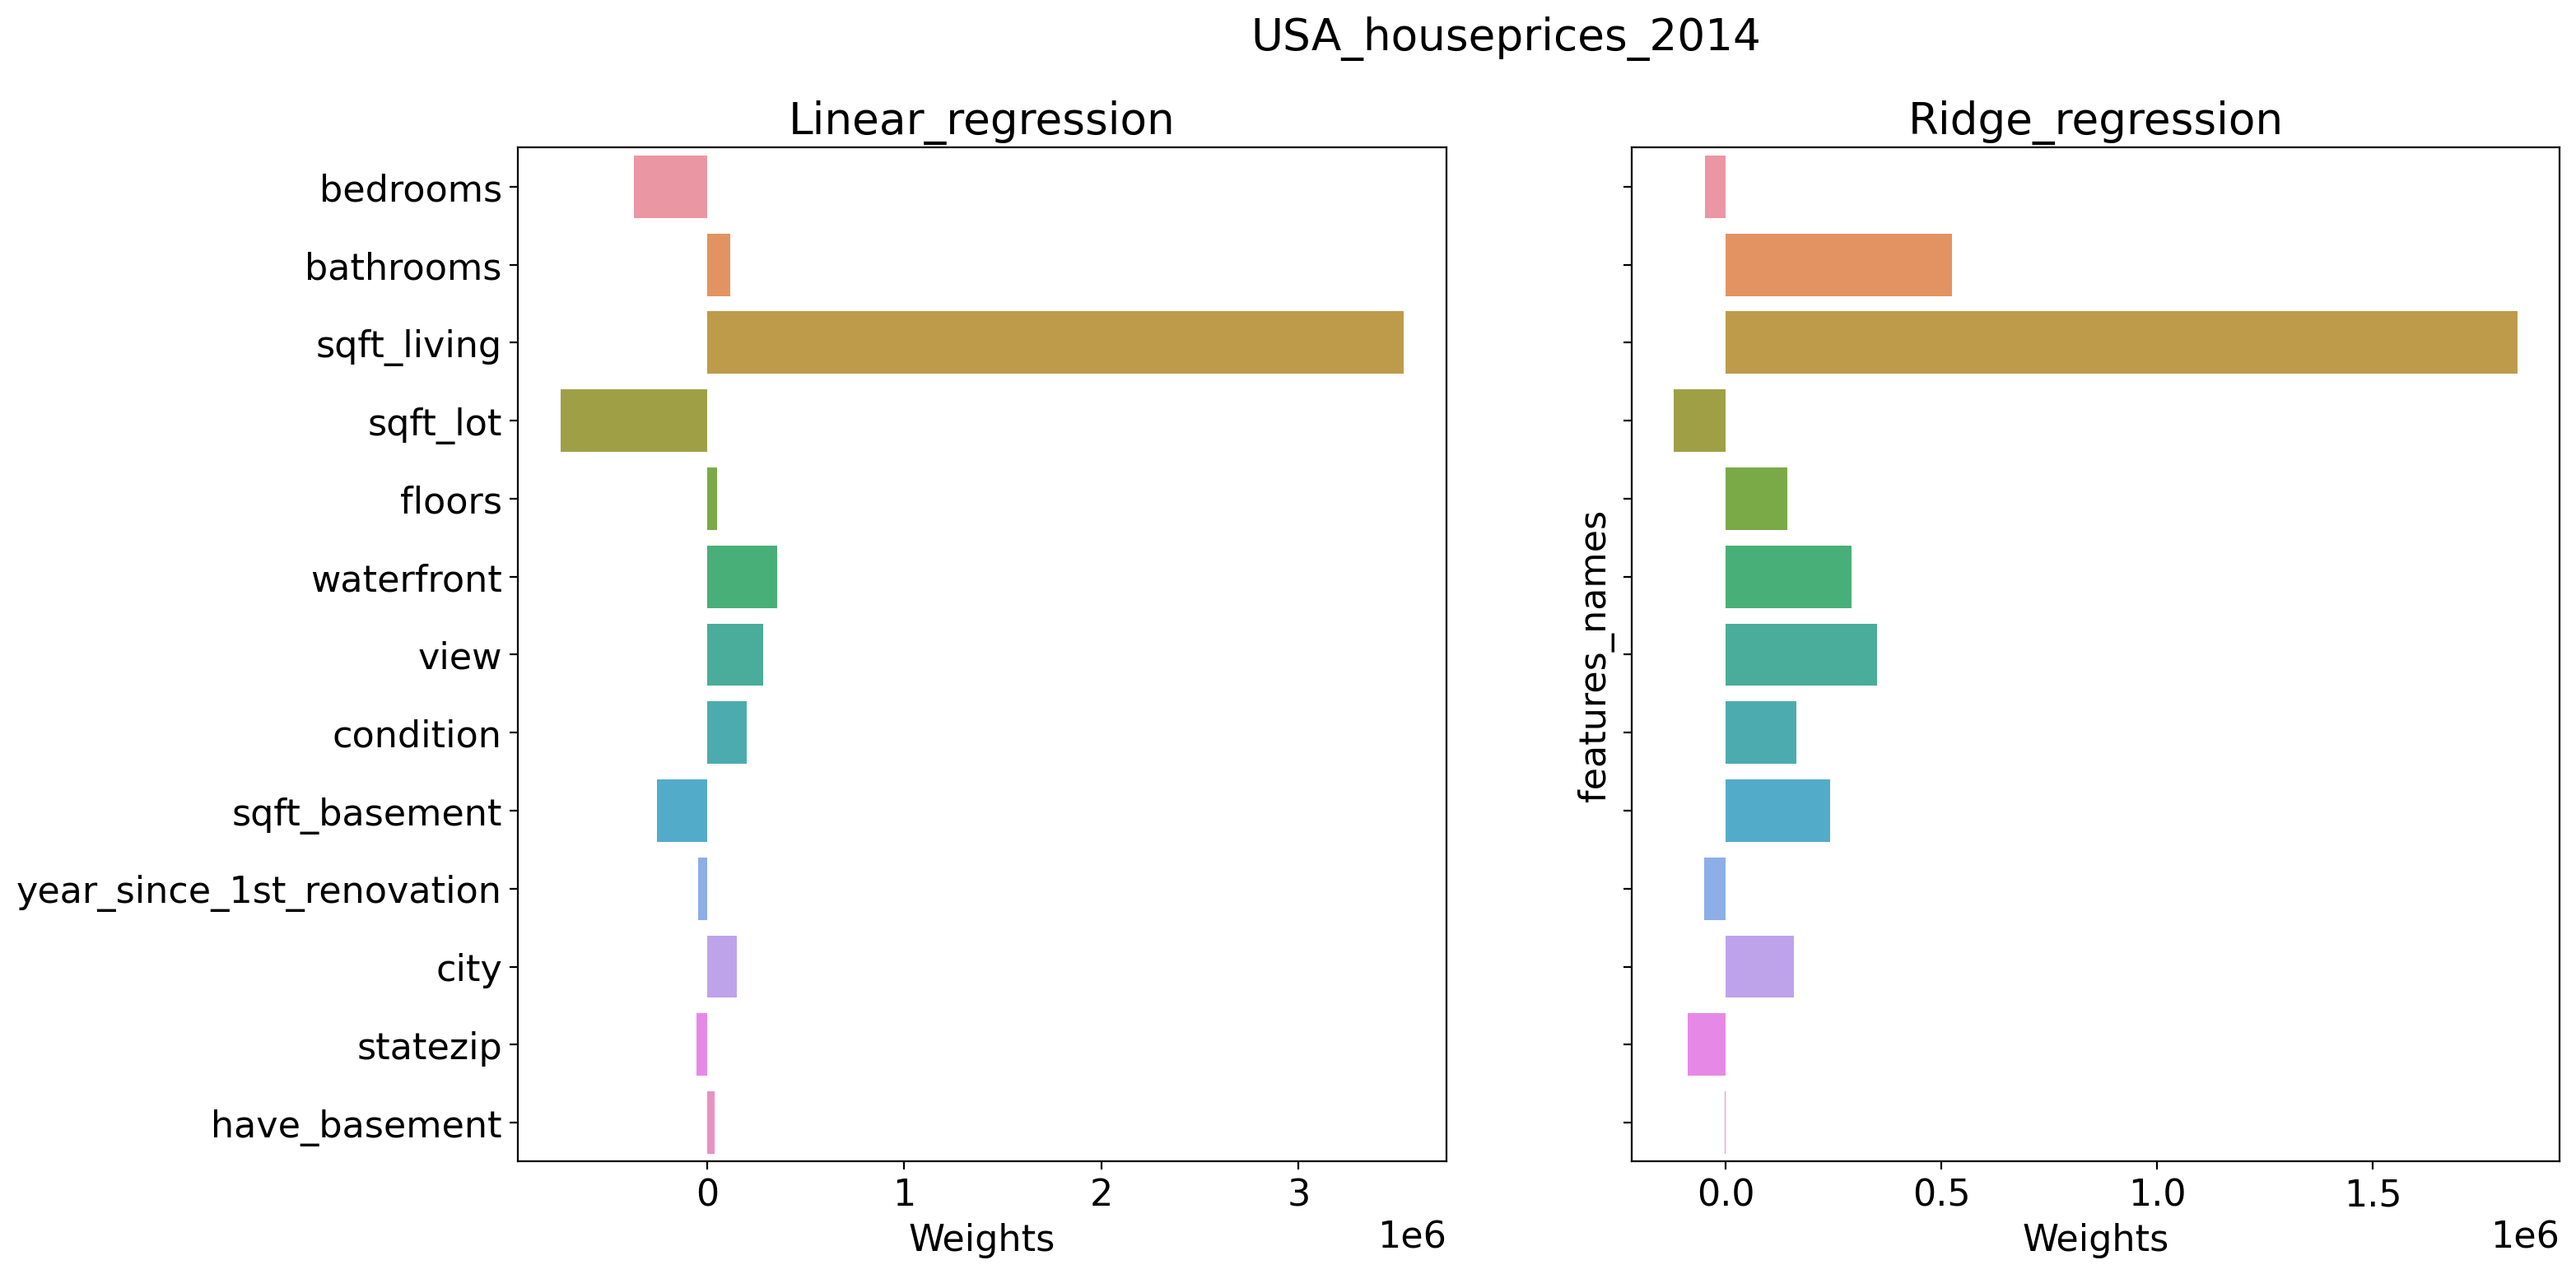 USA_houseprices_2014
Linear_regression
Ridge_regression
bedrooms
bathrooms
sqft_living
sqft_lot
floors
waterfront
view
condition
sqft_basement
year_since_1st_renovation
city
statezip
have_basement
0 1 2 3
Weights
1e6
features_names
0.0 0.5 1.0 1.5
Weights
1e6